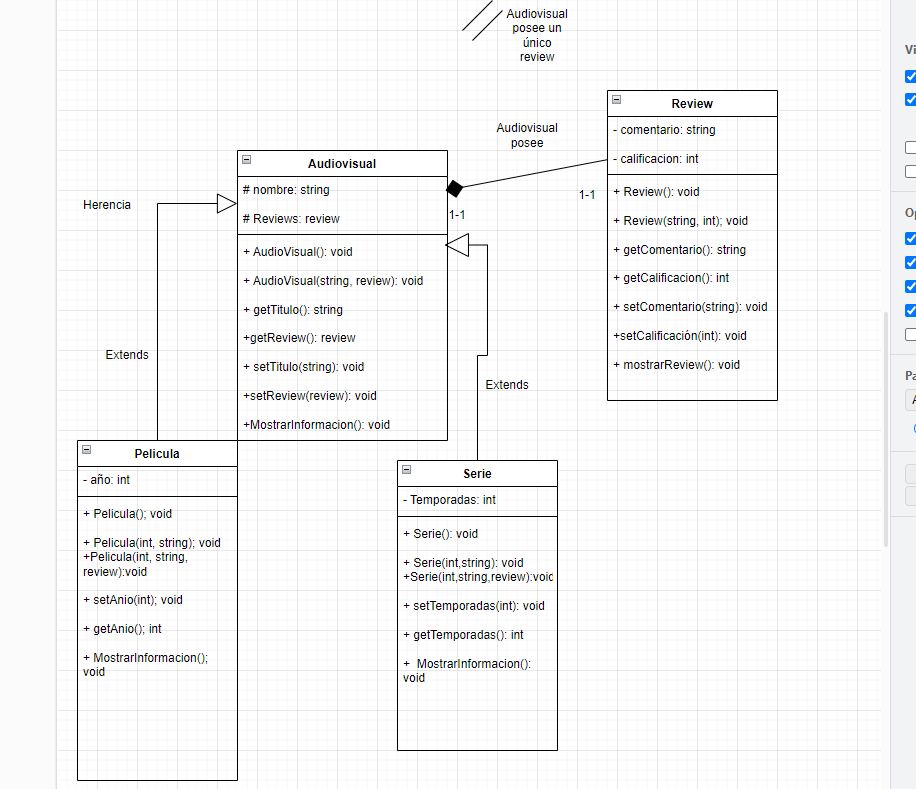 Audiovisual
posee un
único
review
Audiovisual
posee
1-1
1-1
Review
- comentario: string
- calificacion: int
+ Review(): void
+ Review(string, int); void
+ getComentario(): string
+ getCalificacion(): int
+ setComentario(string): void
+setCalificación(int): void
+ mostrarReview(): void
Audiovisual
# nombre: string
# Reviews: review
+ AudioVisual(): void
+ AudioVisual(string, review): void
+ getTitulo(): string
+getReview(): review
+ setTitulo(string): void
+setReview(review): void
+MostrarInformacion(): void
Herencia
Extends
Extends
Pelicula
- año: int
+ Pelicula(); void
+ Pelicula(int, string); void
+Pelicula(int, string,
review):void
+ setAnio(int); void
+ getAnio(); int
+ MostrarInformacion();
void
Serie
- Temporadas: int
+ Serie(): void
+ Serie(int,string): void
+Serie(int,string,review):void
+ setTemporadas(int): void
+ getTemporadas(): int
+ MostrarInformacion():
void
Vi
Op
Pa
A